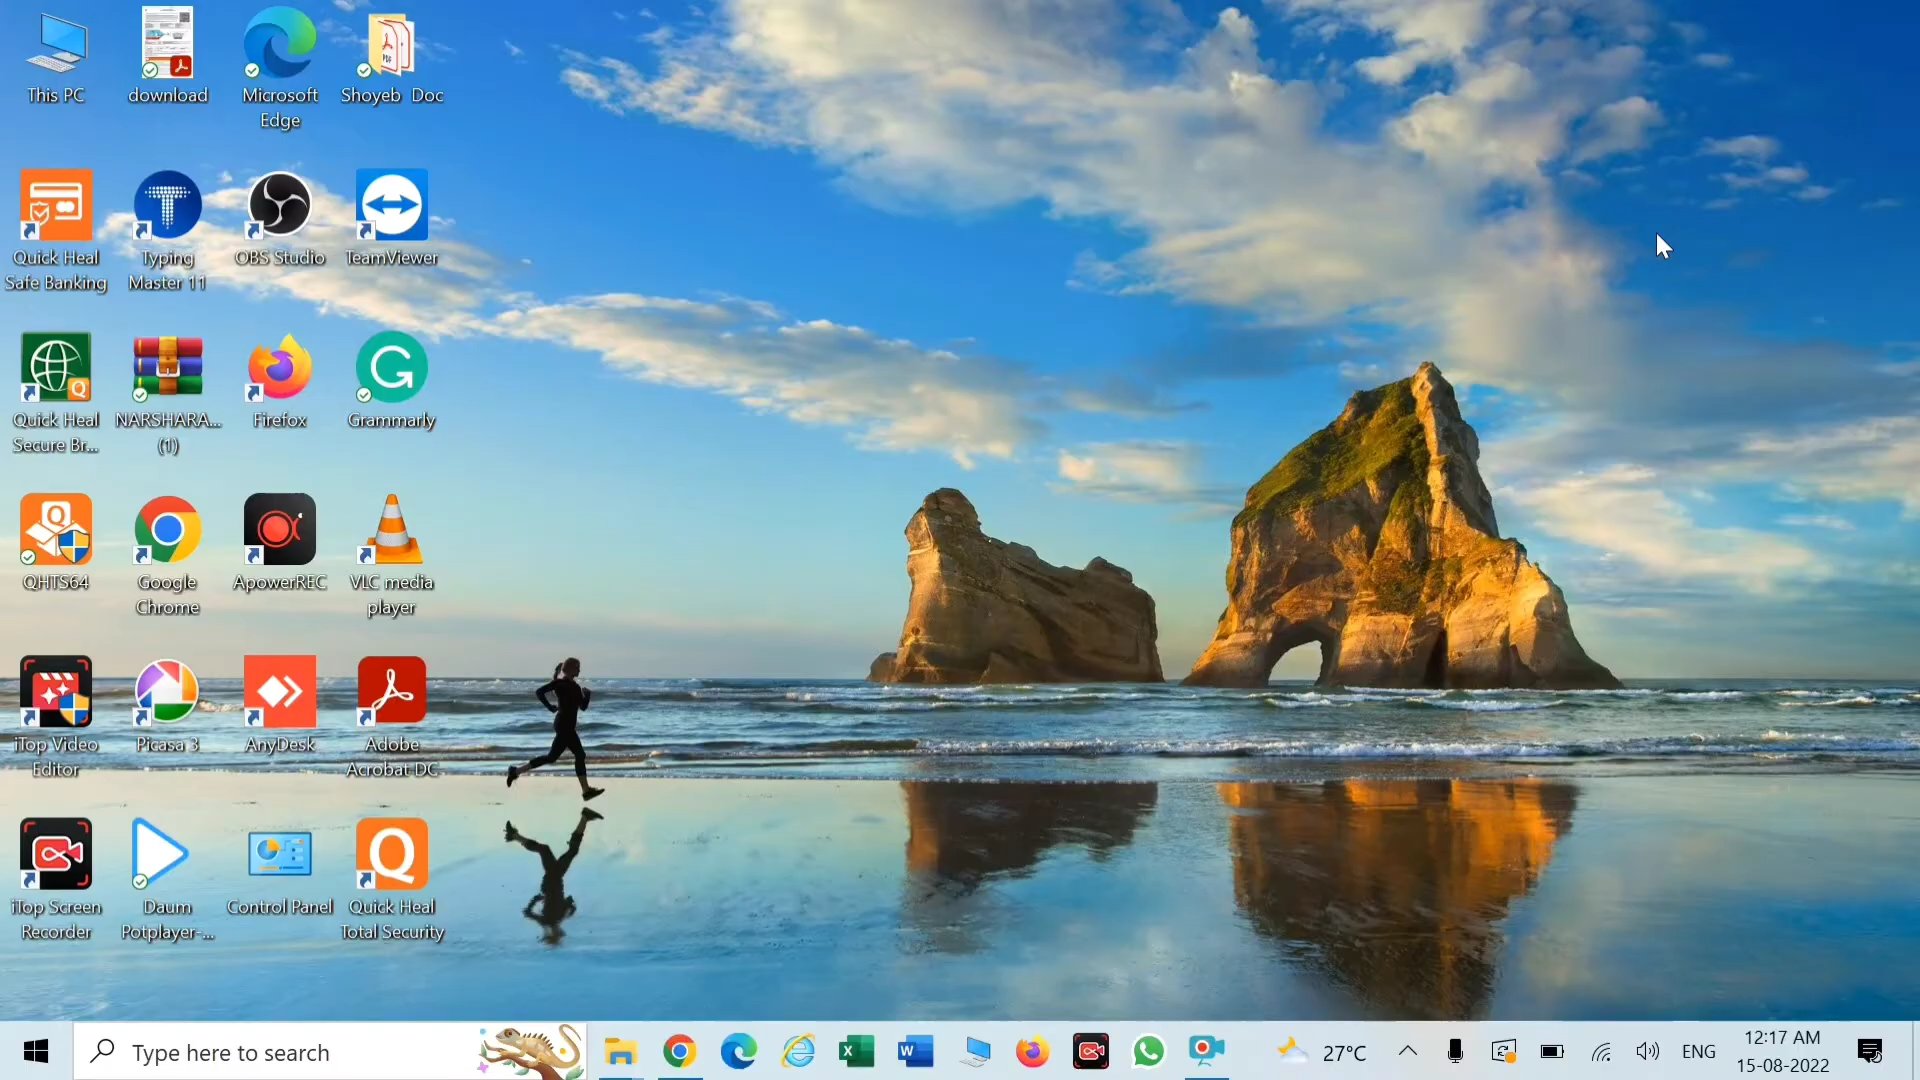 This PC
download
Microsoft
Edge
Shoyeb Doc
Quick Heal
Safe Banking
Typing
Master 11
OBS Studio
TeamViewer
Quick Heal
Secure Br...
NARSHARA...
(1)
Firefox
Grammarly
QHTS64
Google
Chrome
ApowerREC
VLC media
player
iTop Video
Editor
Picasa 3
AnyDesk
Adobe
Acrobat DC
iTop Screen
Recorder
Daum
Potplayer-...
Control Panel
Quick Heal
Total Security
Type here to search
27°C
ENG
12:17 AM
15-08-2022